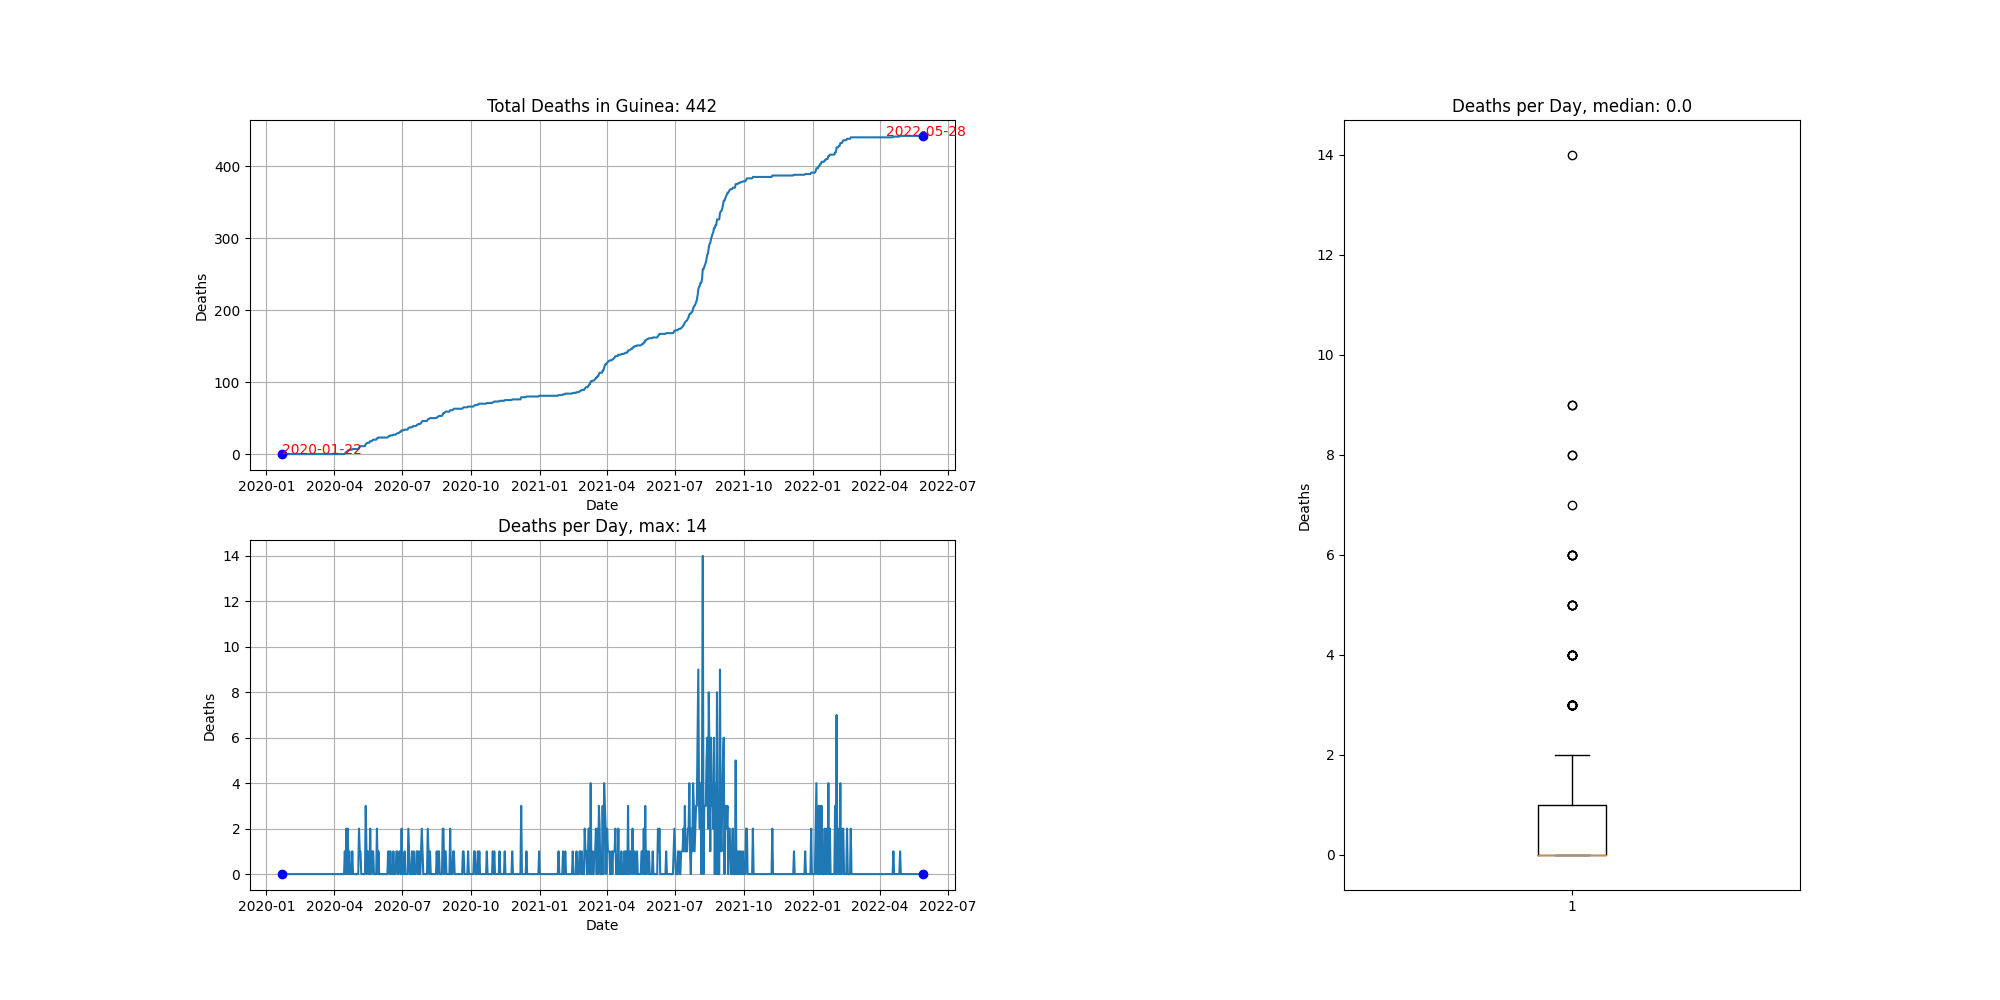 Total Deaths in Guinea: 442
Deaths
400
300
200
100
0
2022-05-28
2020-01-22
2020-01 2020-04 2020-07 2020-10 2021-01 2021-04 2021-07 2021-10 2022-01 2022-04 2022-07
Date
Deaths per Day, max: 14
Deaths
14
12
10
8
6
4
2
0
2020-01 2020-04 2020-07 2020-10 2021-01 2021-04 2021-07 2021-10 2022-01 2022-04 2022-07
Date
Deaths per Day, median: 0.0
Deaths
14
12
10
8
6
4
2
0
1